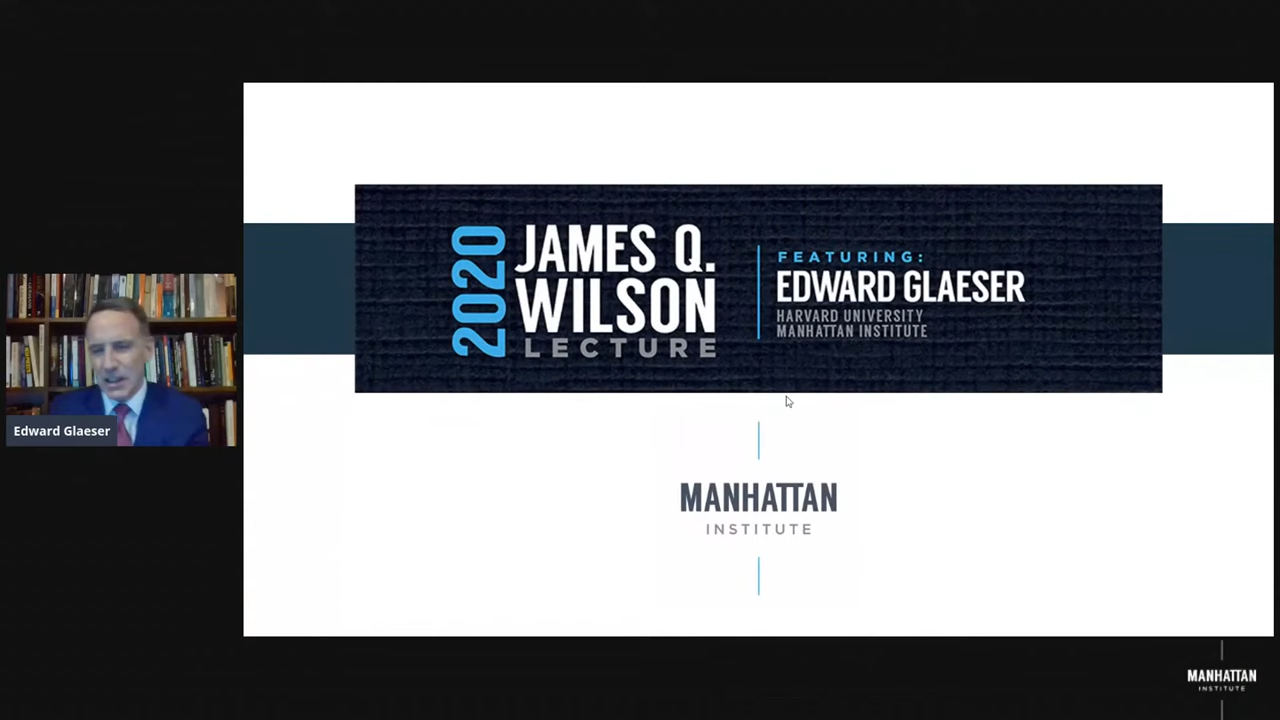 2020
JAMES Q.
WILSON
LECTURE
FEATURING:
EDWARD GLAESER
HARVARD UNIVERSITY
MANHATTAN INSTITUTE
Edward Glaeser
MANHATTAN
INSTITUTE
MANHATTAN
INSTITUTE